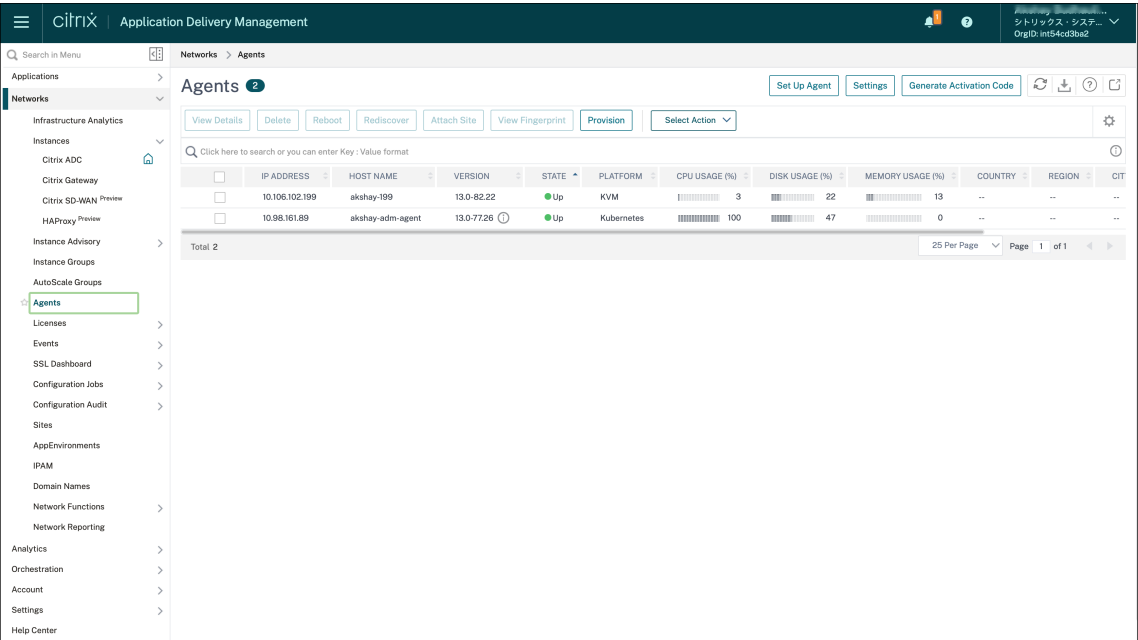 citrix | Application Delivery Management
1
?
シトリックス・システ...
OrgID: int54cd3ba2
Search in Menu
Networks > Agents
Applications
Networks
Infrastructure Analytics
Instances
Citrix ADC
Citrix Gateway
Citrix SD-WAN Preview
HAProxy Preview
Instance Advisory
Instance Groups
AutoScale Groups
Agents
Licenses
Events
SSL Dashboard
Configuration Jobs
Configuration Audit
Sites
AppEnvironments
IPAM
Domain Names
Network Functions
Network Reporting
Analytics
Orchestration
Account
Settings
Help Center
Agents 2
Set Up Agent Settings Generate Activation Code ?
View Details Delete Reboot Rediscover Attach Site View Fingerprint Provision Select Action
Click here to search or you can enter Key : Value format
IP ADDRESS HOST NAME VERSION STATE PLATFORM CPU USAGE (%) DISK USAGE (%) MEMORY USAGE (%) COUNTRY REGION CIT
10.106.102.199 akshay-199 13.0-82.22 Up KVM 3 22 13 -- -- --
10.98.161.89 akshay-adm-agent 13.0-77.26 Up Kubernetes 100 47 0 -- -- --
Total 2
25 Per Page Page 1 of 1